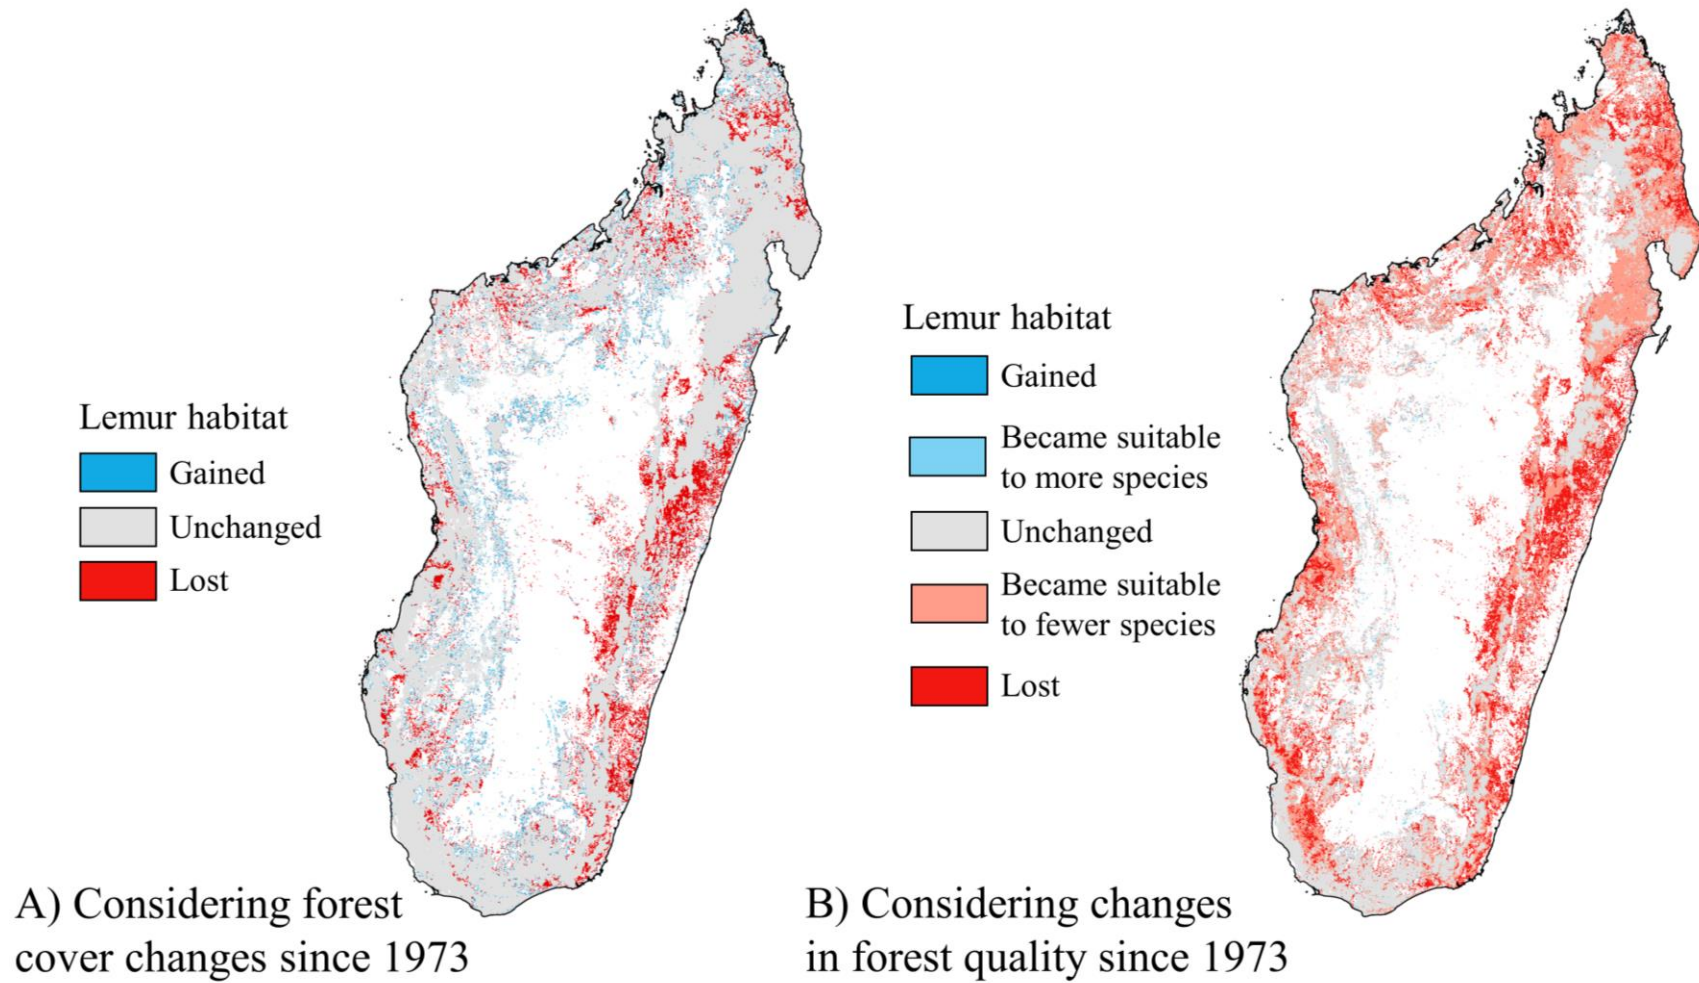 Lemur habitat
Gained
Unchanged
Lost
A) Considering forest
cover changes since 1973
Lemur habitat
Gained
Became suitable
to more species
Unchanged
Became suitable
to fewer species
Lost
B) Considering changes
in forest quality since 1973